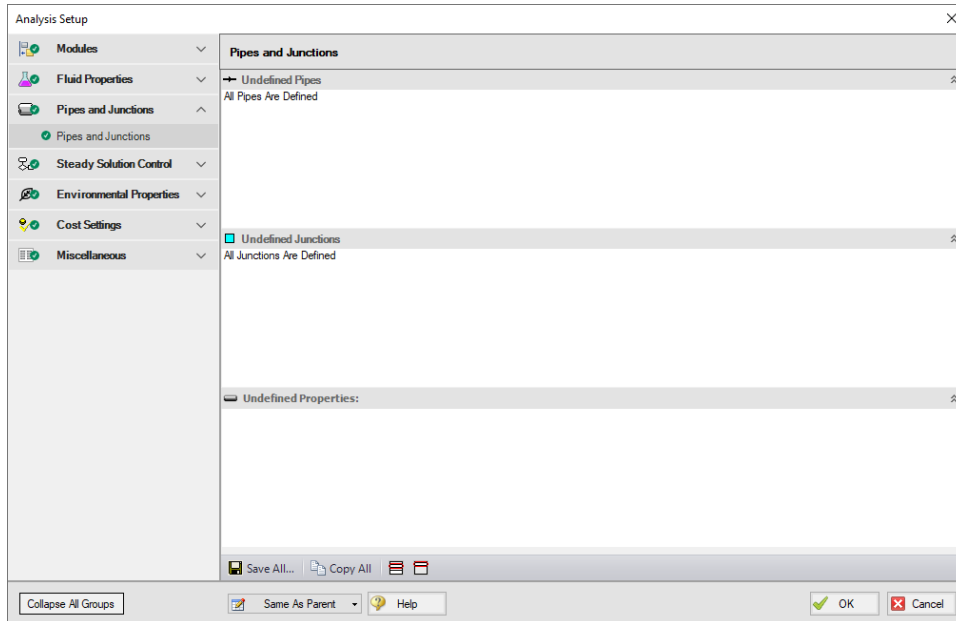 Analysis Setup
Modules
Fluid Properties
Pipes and Junctions
Pipes and Junctions
Steady Solution Control
Environmental Properties
Cost Settings
Miscellaneous
Pipes and Junctions
Undefined Pipes
All Pipes Are Defined
Undefined Junctions
All Junctions Are Defined
Undefined Properties:
Save All... Copy All
Collapse All Groups Same As Parent Help OK Cancel